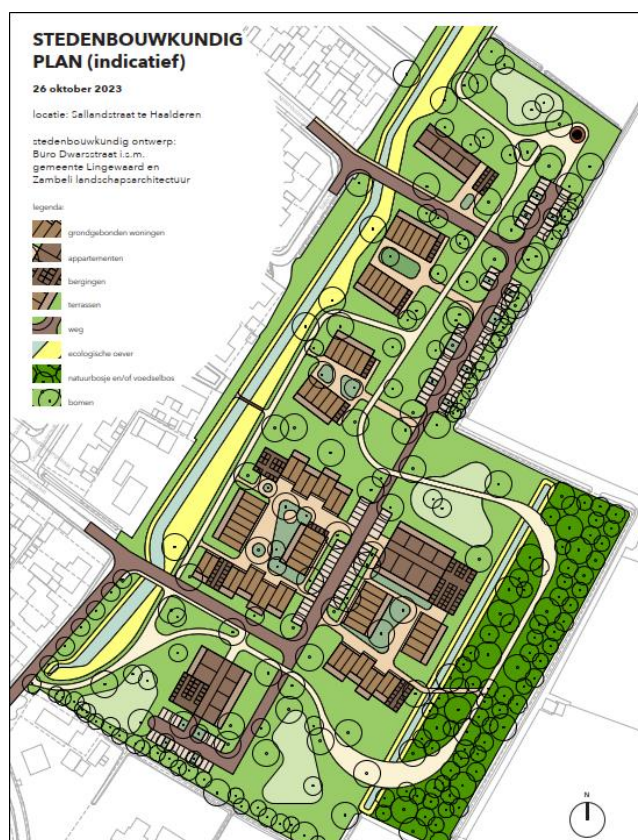 STEDENBOUWKUNDIG
PLAN (indicatief)
26 oktober 2023
locatie: Sallandstraat te Haalderen
stedenbouwkundig ontwerp:
Buro Dwarsstraat i.s.m.
gemeente Lingewaard en
Zambeli landschapsarchitectuur
legenda:
grondgebonden woningen
appartementen
bergingen
terrassen
weg
ecologische oever
natuurbosje en/of voedselbos
bomen
N